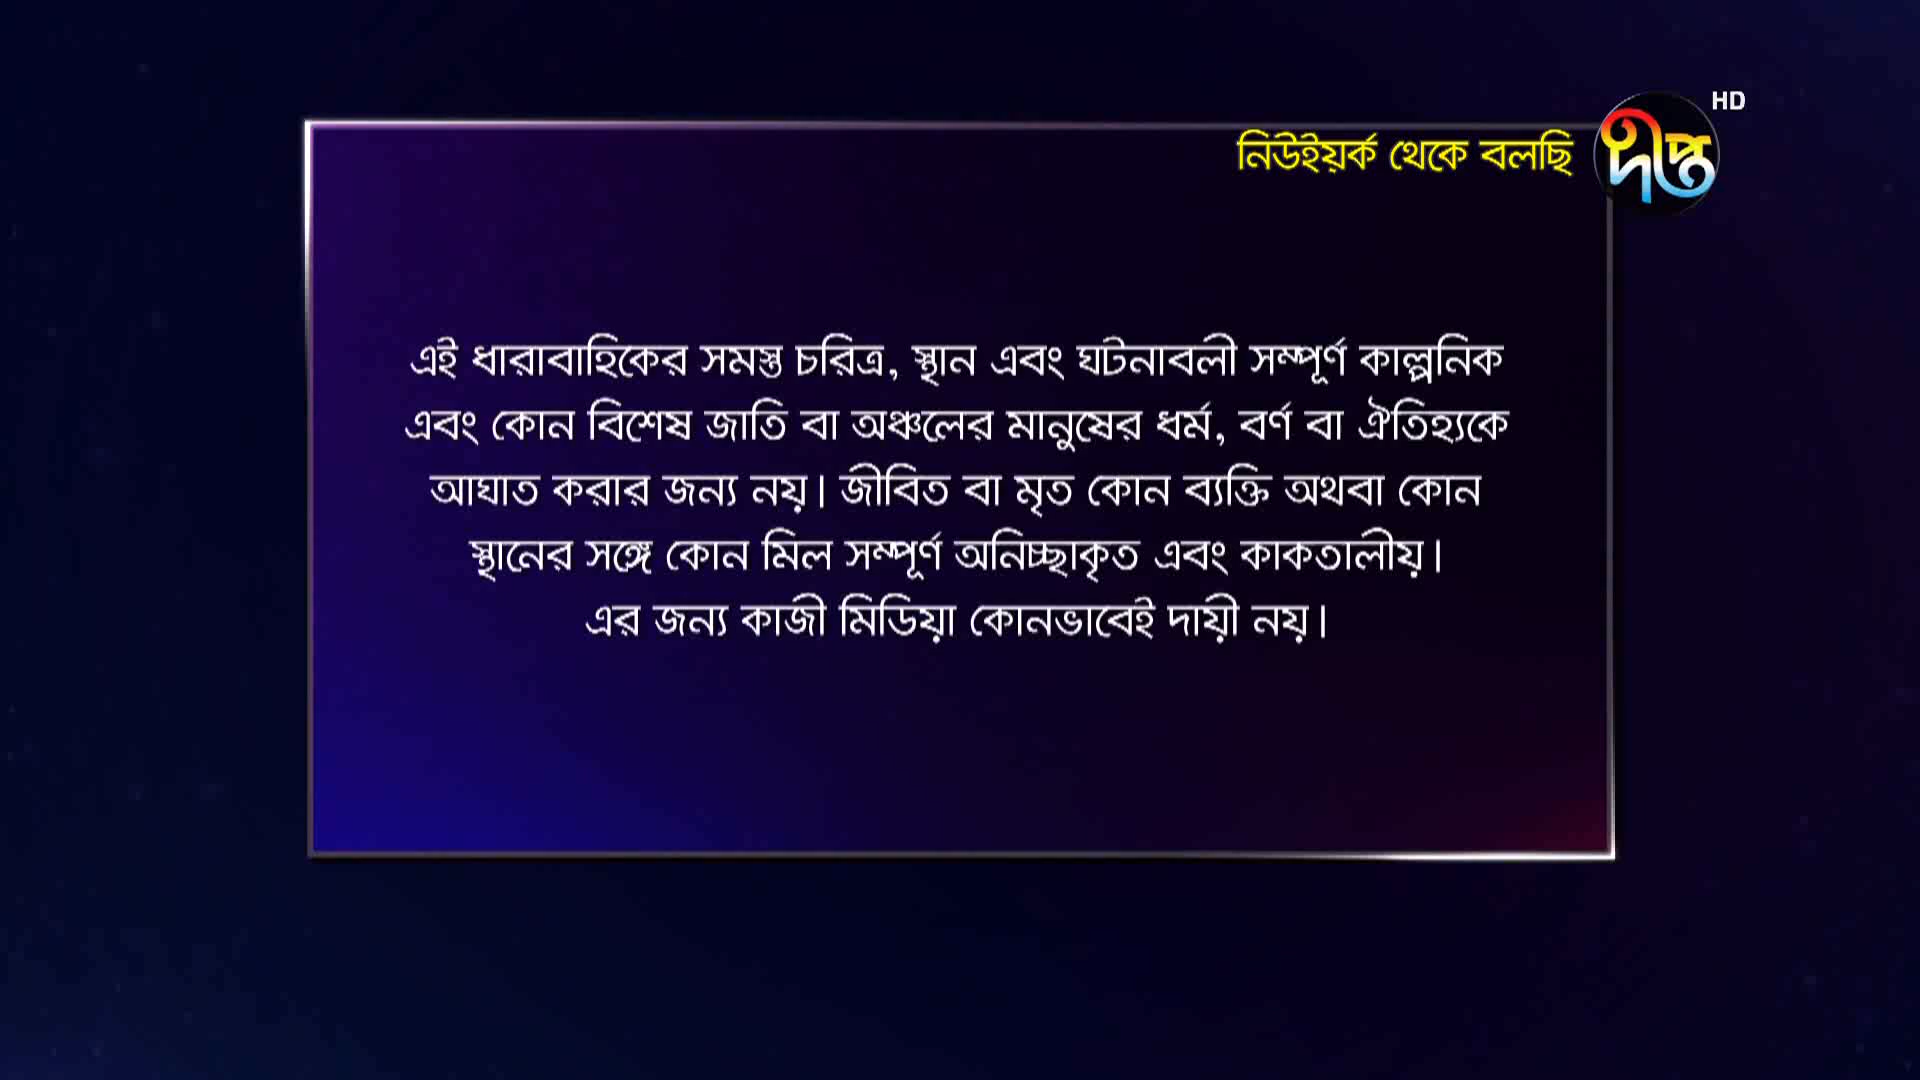 HD
নিউইয়র্ক থেকে বলছি
দীপ্ত
এই ধারাবাহিকের সমস্ত চরিত্র, স্থান এবং ঘটনাবলী সম্পূর্ণ কাল্পনিক
এবং কোন বিশেষ জাতি বা অঞ্চলের মানুষের ধর্ম, বর্ণ বা ঐতিহ্যকে
আঘাত করার জন্য নয়। জীবিত বা মৃত কোন ব্যক্তি অথবা কোন
স্থানের সঙ্গে কোন মিল সম্পূর্ণ অনিচ্ছাকৃত এবং কাকতালীয়।
এর জন্য কাজী মিডিয়া কোনভাবেই দায়ী নয়।